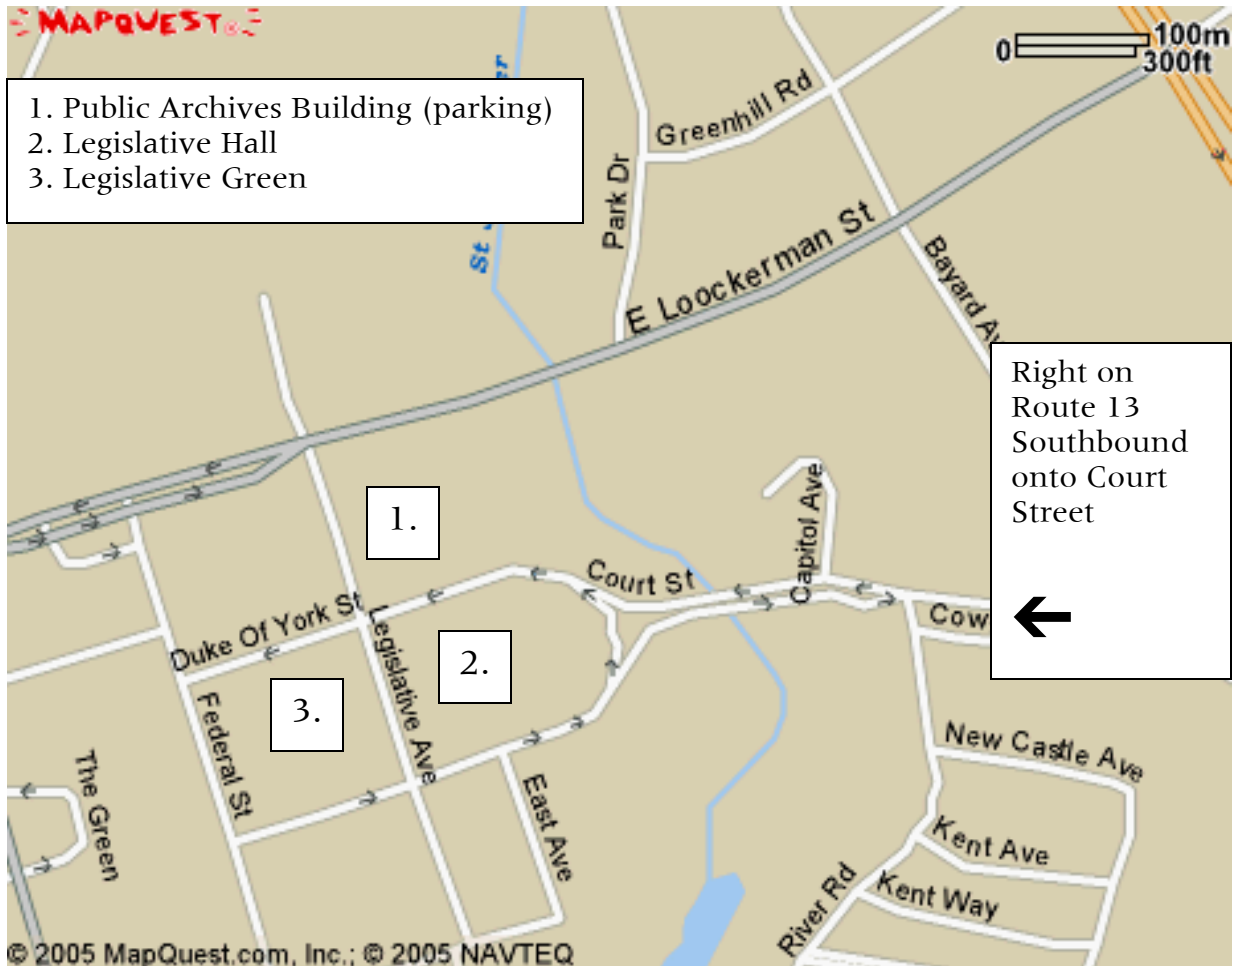 MAPQUEST®
0 100m
300ft
1. Public Archives Building (parking)
2. Legislative Hall
3. Legislative Green
Greenhill Rd
Park Dr
St
E Loockerman St
Bayard Av
Right on
Route 13
Southbound
onto Court
Street
1.
Court St
Capitol Ave
Cow
Duke Of York St
Legislative Ave
2.
3.
Federal St
The Green
East Ave
New Castle Ave
Kent Ave
Kent Way
River Rd
© 2005 MapQuest.com, Inc.; © 2005 NAVTEQ